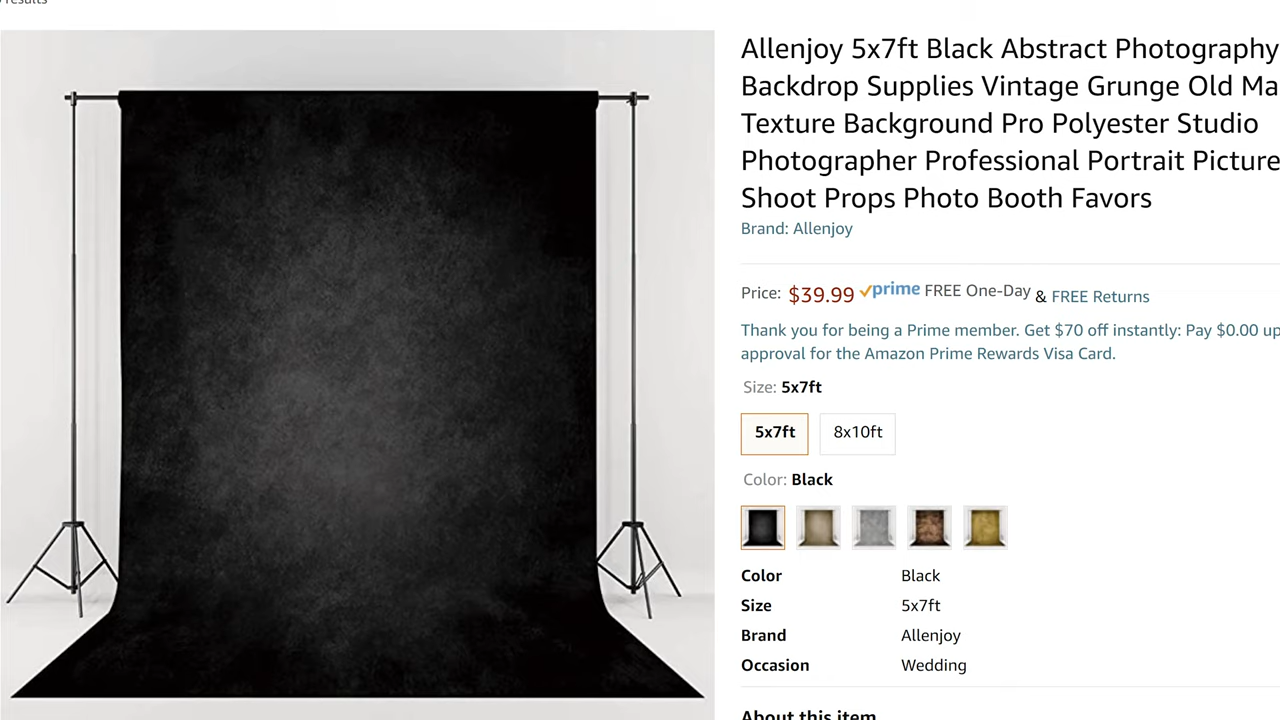 results
Allenjoy 5x7ft Black Abstract Photography
Backdrop Supplies Vintage Grunge Old
Texture Background Pro Polyester Studio
Photographer Professional Portrait Picture
Shoot Props Photo Booth Favors
Brand: Allenjoy
Price: $39.99 prime FREE One-Day & FREE Returns
Thank you for being a Prime member. Get $70 off instantly: Pay $0.00
approval for the Amazon Prime Rewards Visa Card.
Size: 5x7ft
5x7ft 8x10ft
Color: Black
Color Black
Size 5x7ft
Brand Allenjoy
Occasion Wedding
About this item